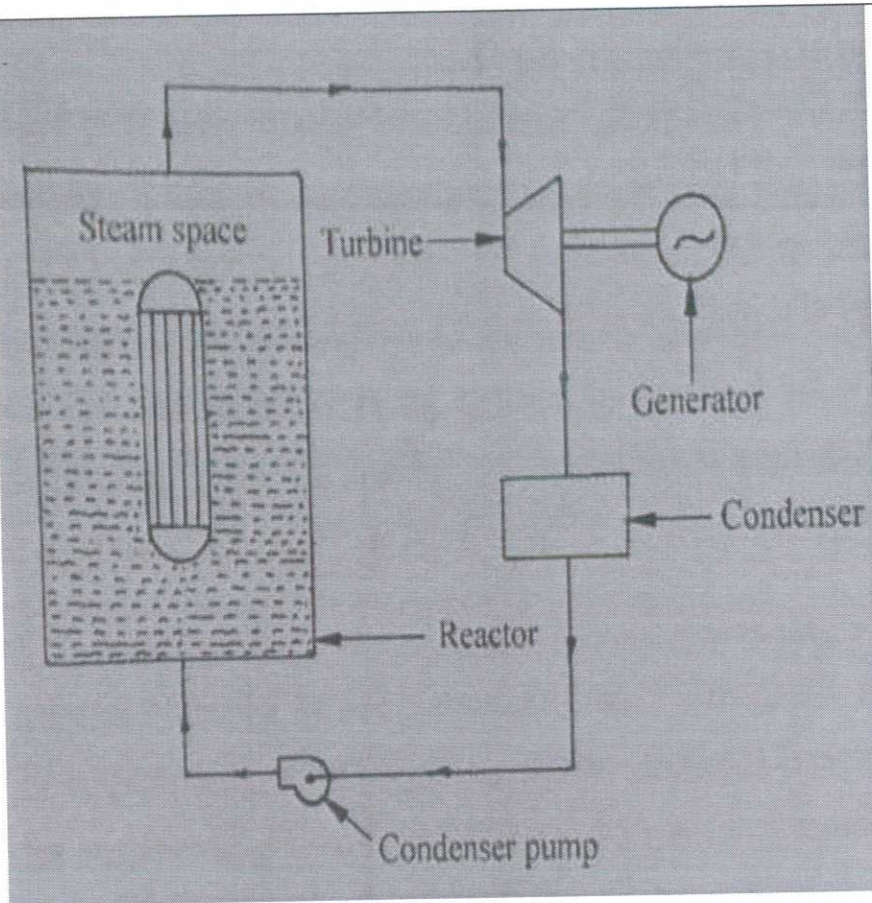 Steam space
Turbine
Generator
Condenser
Reactor
Condenser pump